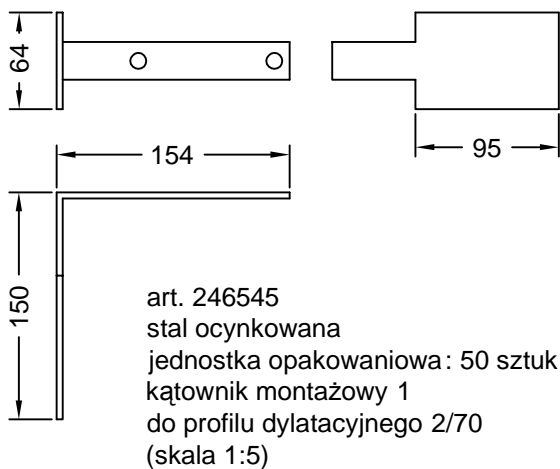 64
154
95
150
art. 246545
stal ocynkowana
jednostka opakowaniowa: 50 sztuk
kątownik montażowy 1
do profilu dylatacyjnego 2/70
(skala 1:5)